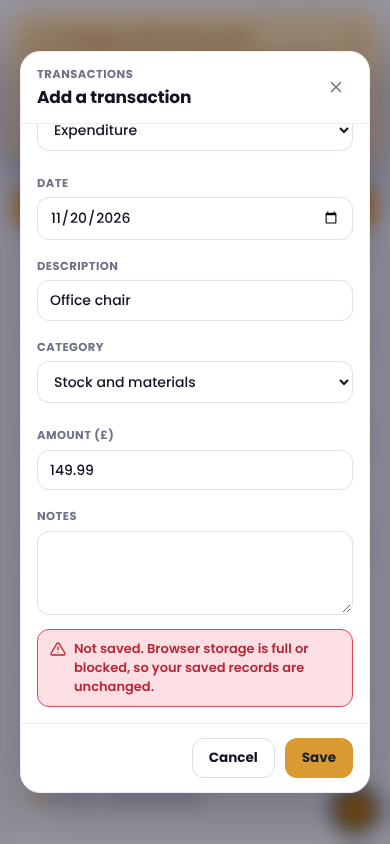 TRANSACTIONS
Add a transaction
Expenditure
DATE
11/20/2026
DESCRIPTION
Office chair
CATEGORY
Stock and materials
AMOUNT (£)
149.99
NOTES
Not saved. Browser storage is full or
blocked, so your saved records are
unchanged.
Cancel
Save